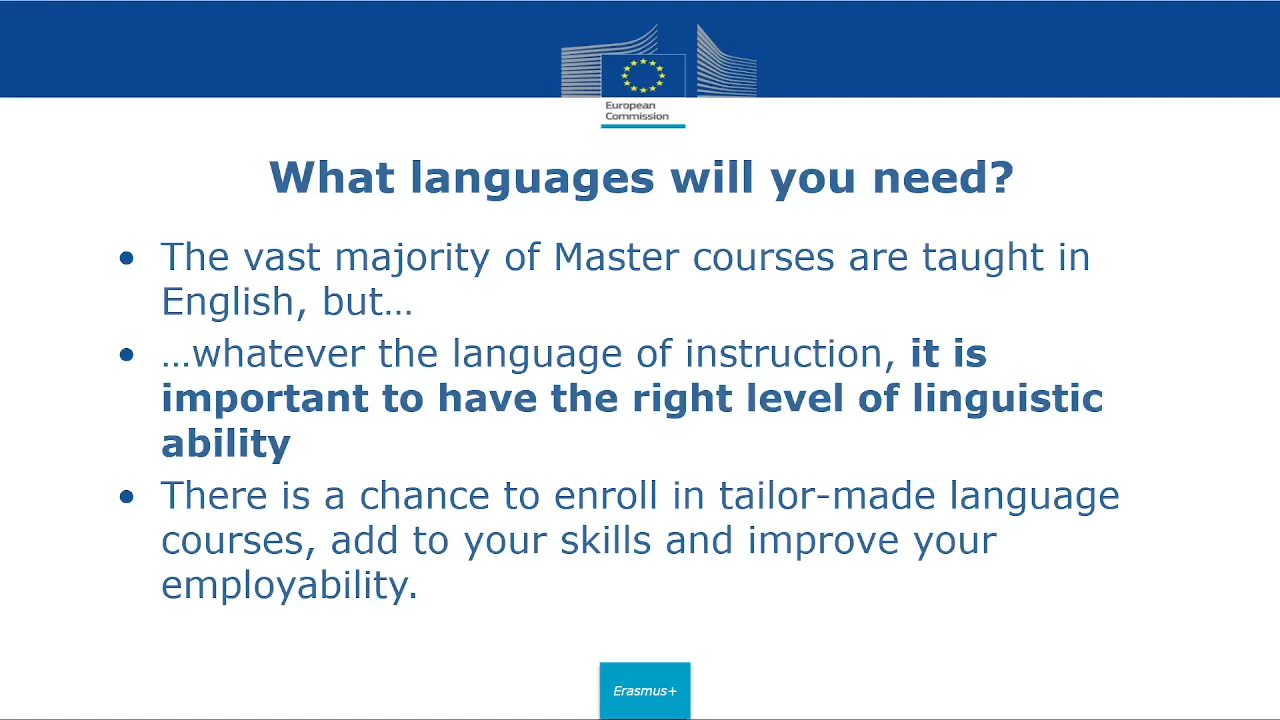 European
Commission
What languages will you need?
• The vast majority of Master courses are taught in
English, but…
• …whatever the language of instruction, it is
important to have the right level of linguistic
ability
• There is a chance to enroll in tailor-made language
courses, add to your skills and improve your
employability.
Erasmus+